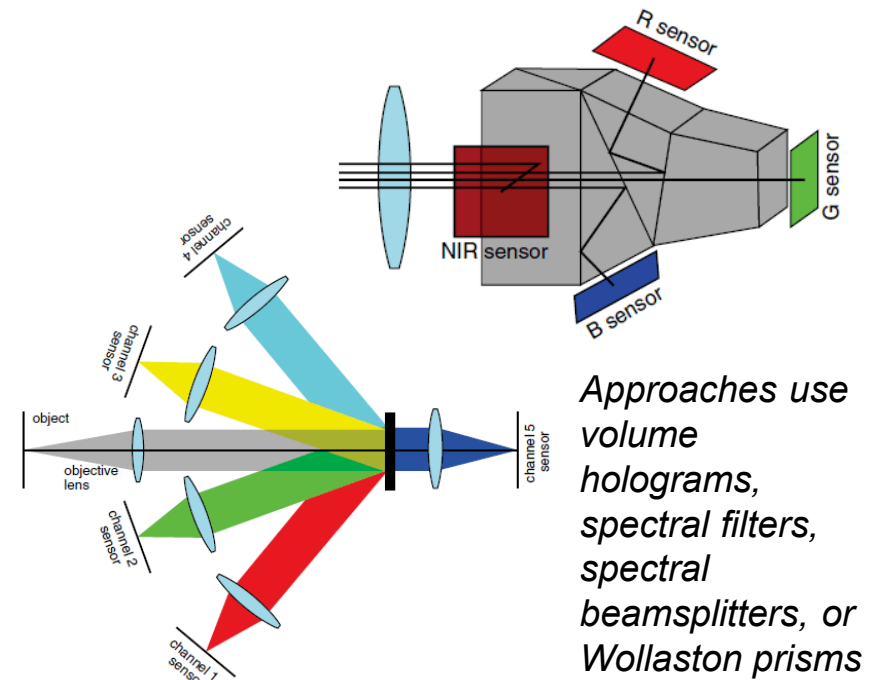 R sensor
G sensor
NIR sensor
B sensor
channel 4
sensor
channel 3
sensor
object
objective
lens
channel 5
sensor
channel 2
sensor
channel 1
Approaches use
volume
holograms,
spectral filters,
spectral
beamsplitters, or
Wollaston prisms